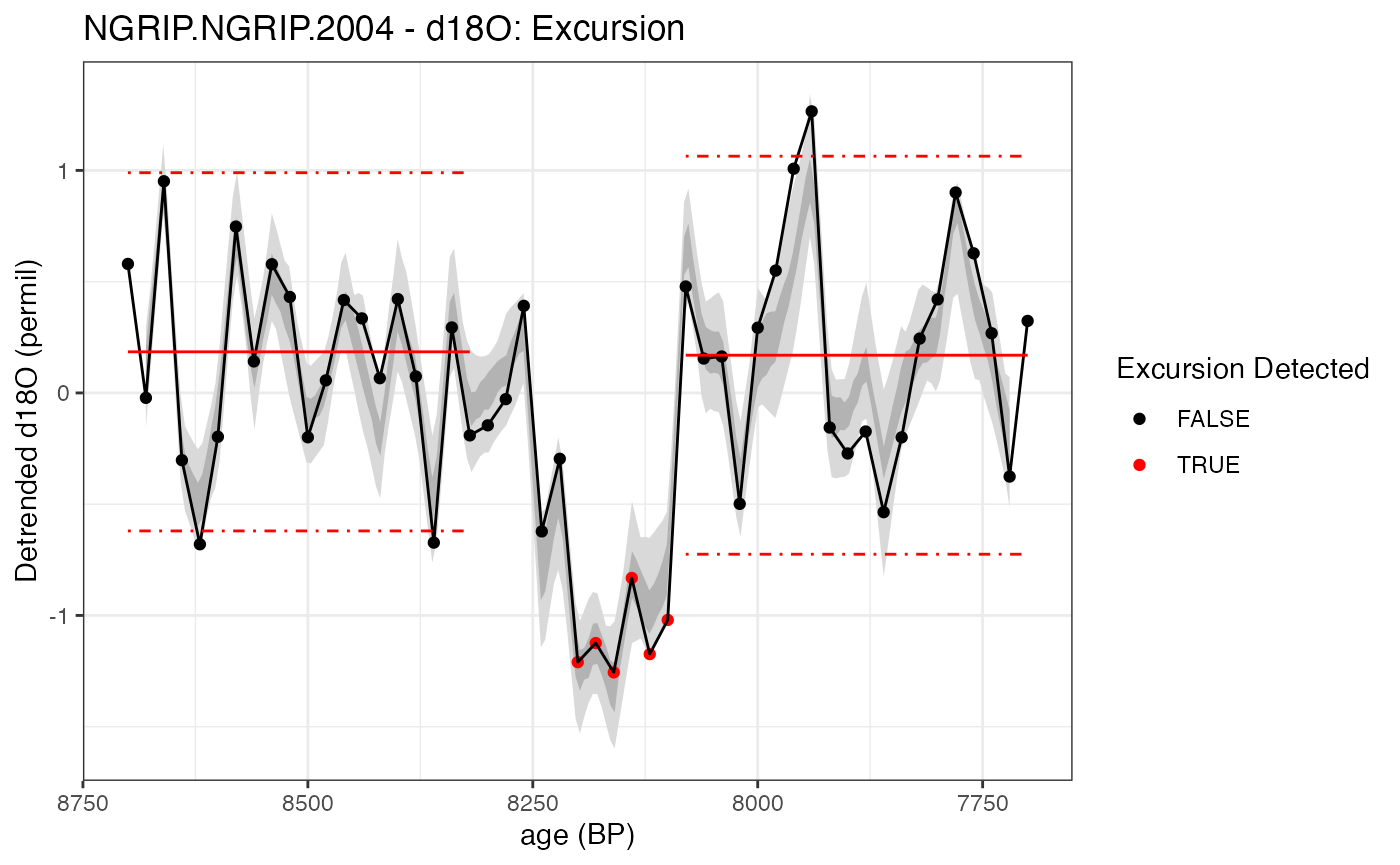 NGRIP.NGRIP.2004 - d18O: Excursion
Detrended d18O (permil)
1
0
-1
8750
8500
8250
8000
7750
age (BP)
Excursion Detected
FALSE
TRUE